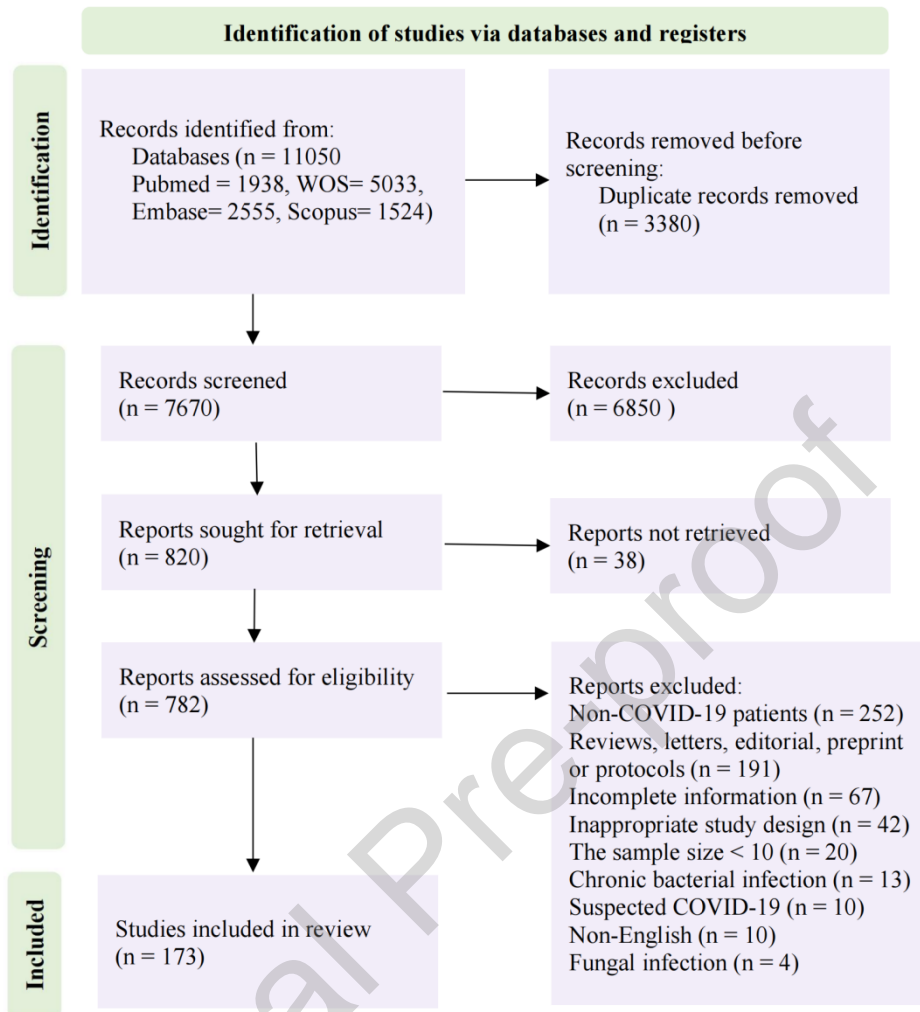 Identification of studies via databases and registers
Identification
Records identified from:
Databases (n = 11050
Pubmed = 1938, WOS= 5033,
Embase= 2555, Scopus= 1524)
Records removed before
screening:
Duplicate records removed
(n = 3380)
Screening
Records screened
(n = 7670)
Records excluded
(n = 6850 )
Reports sought for retrieval
(n = 820)
Reports not retrieved
(n = 38)
Reports assessed for eligibility
(n = 782)
Reports excluded:
Non-COVID-19 patients (n = 252)
Reviews, letters, editorial, preprint
or protocols (n = 191)
Incomplete information (n = 67)
Inappropriate study design (n = 42)
The sample size < 10 (n = 20)
Chronic bacterial infection (n = 13)
Suspected COVID-19 (n = 10)
Non-English (n = 10)
Fungal infection (n = 4)
Included
Studies included in review
(n = 173)
al Pre-proof